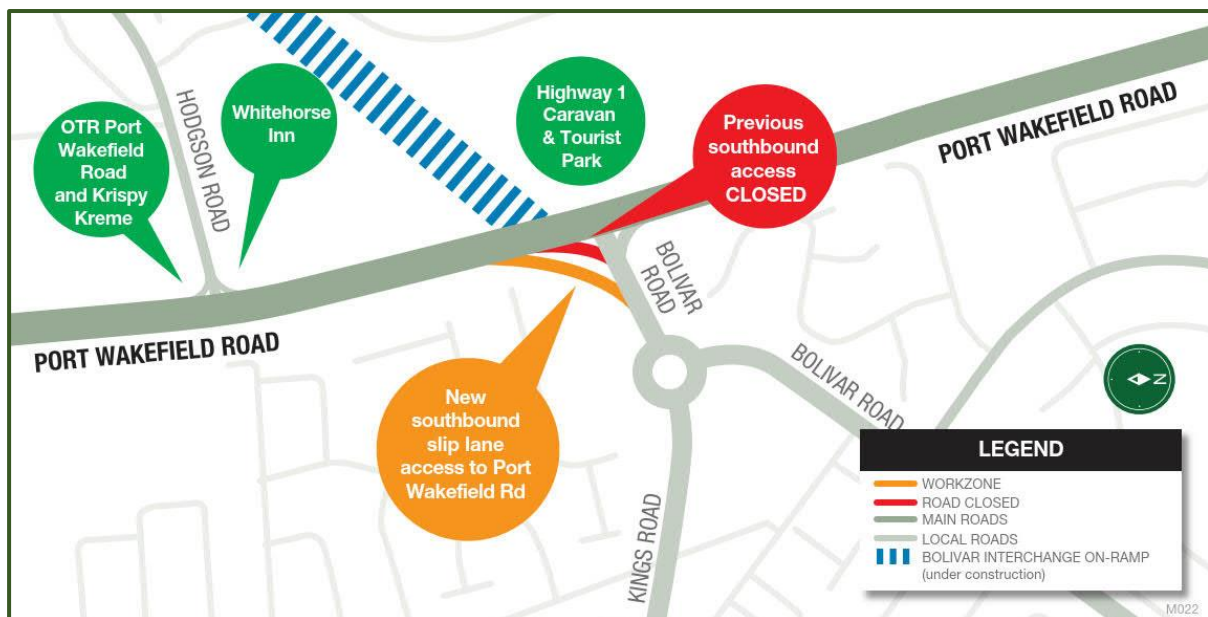 HODGSON ROAD
OTR Port
Wakefield
Road
and Krispy
Kreme
Whitehorse
Inn
Highway 1
Caravan
& Tourist
Park
Previous
southbound
access
CLOSED
PORT WAKEFIELD ROAD
BOLIVAR
ROAD
PORT WAKEFIELD ROAD
BOLIVAR ROAD
New
southbound
slip lane
access to Port
Wakefield Rd
KINGS ROAD
N
LEGEND
WORKZONE
ROAD CLOSED
MAIN ROADS
LOCAL ROADS
BOLIVAR INTERCHANGE ON-RAMP
(under construction)
M022